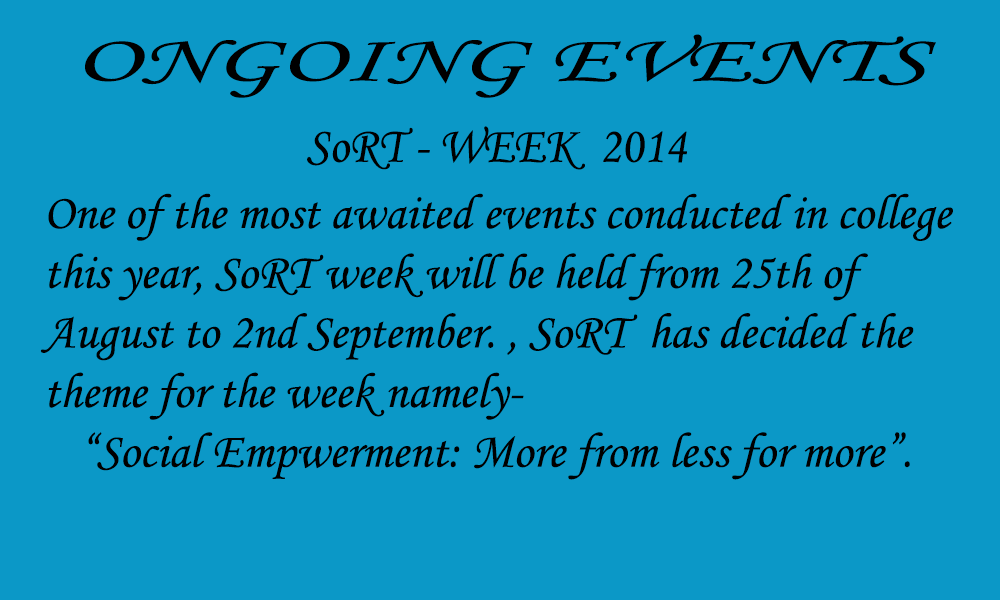 ONGOING EVENTS
SoRT - WEEK 2014
One of the most awaited events conducted in college
this year, SoRT week will be held from 25th of
August to 2nd September. , SoRT has decided the
theme for the week namely-
“Social Empwerment: More from less for more”.